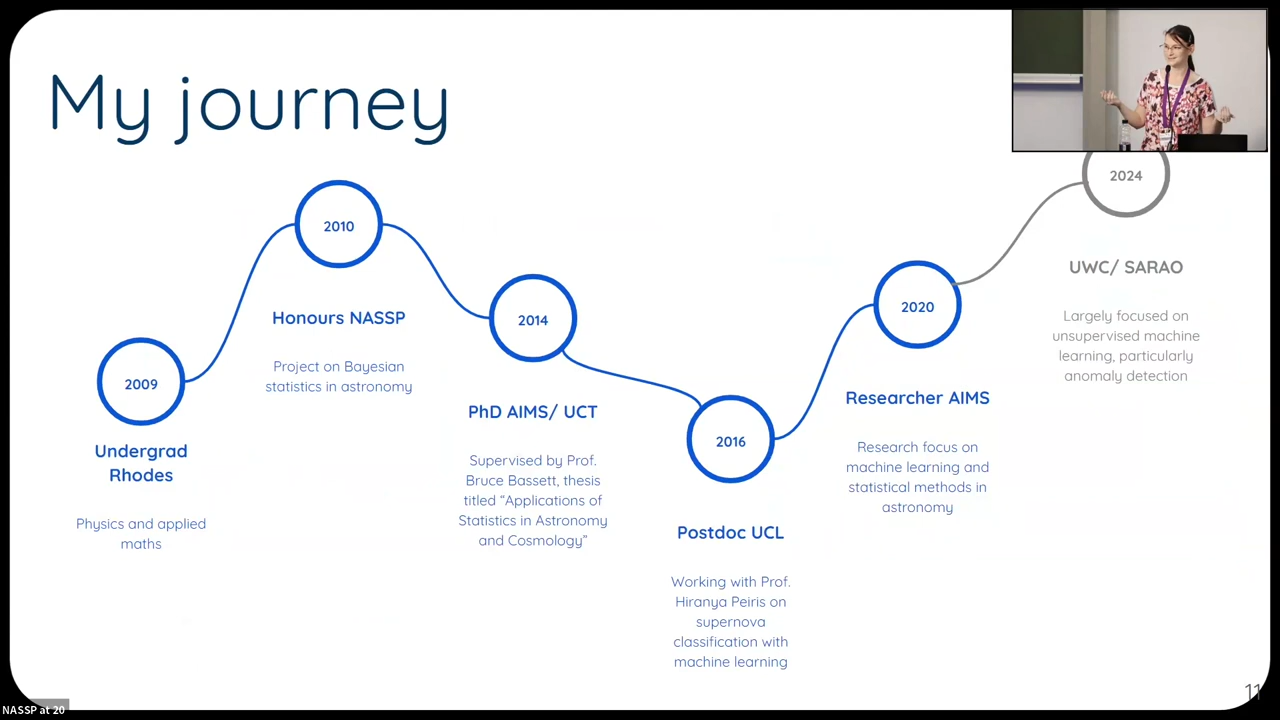 My journey
2009
Undergrad
Rhodes
Physics and applied
maths
2010
Honours NASSP
Project on Bayesian
statistics in astronomy
2014
PhD AIMS/ UCT
Supervised by Prof.
Bruce Bassett, thesis
titled “Applications of
Statistics in Astronomy
and Cosmology”
2016
Postdoc UCL
Working with Prof.
Hiranya Peiris on
supernova
classification with
machine learning
2020
Researcher AIMS
Research focus on
machine learning and
statistical methods in
astronomy
2024
UWC/ SARAO
Largely focused on
unsupervised machine
learning, particularly
anomaly detection
11
NASSP at 20